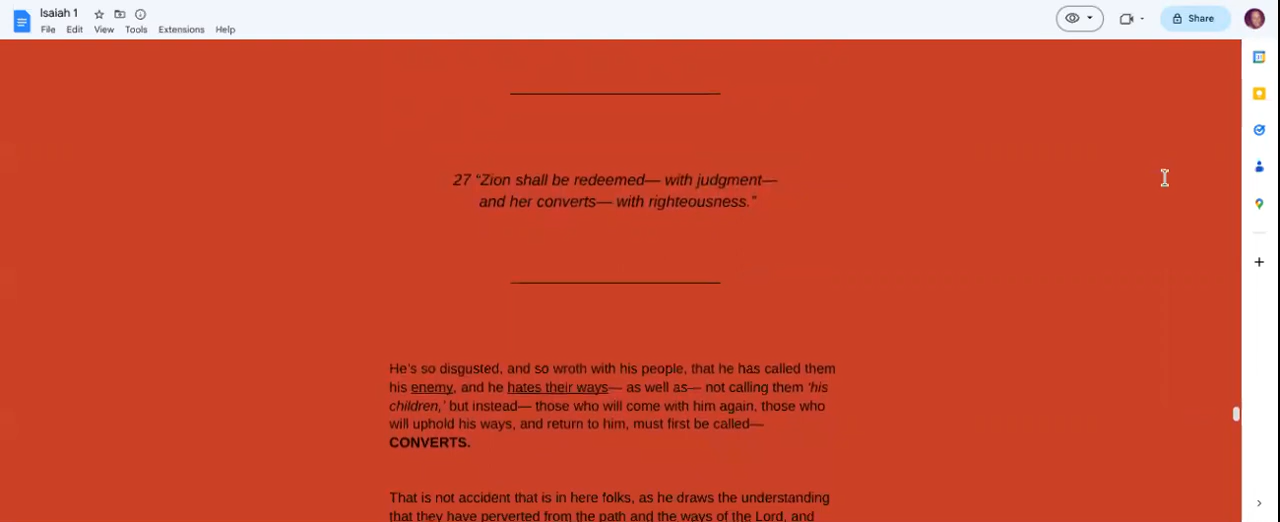 Isaiah 1
File Edit View Tools Extensions Help
Share
27 “Zion shall be redeemed— with judgment—
and her converts— with righteousness.”
He's so disgusted, and so wroth with his people, that he has called them
his enemy, and he hates their ways— as well as— not calling them ‘his
children,’ but instead— those who will come with him again, those who
will uphold his ways, and return to him, must first be called—
CONVERTS.
That is not accident that is in here folks, as he draws the understanding
that they have perverted from the path and the ways of the Lord, and